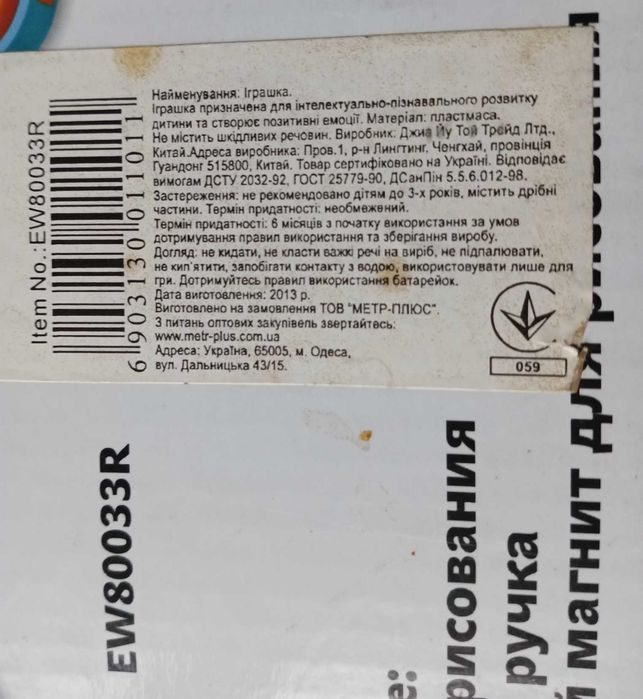 Найменування: Іграшка.
Іграшка призначена для інтелектуально-пізнавального розвитку
дитини та створює позитивні емоції. Матеріал: пластмаса.
Не містить шкідливих речовин. Виробник: Джиа Йу Той Трейд Лтд.,
Китай.Адреса виробника: Пров.1, р-н Лингтинг, Ченгхай, провінція
Гуандонг 515800, Китай. Товар сертифіковано на Україні. Відповідає
вимогам ДСТУ 2032-92, ГОСТ 25779-90, ДСанПін 5.5.6.012-98.
Застереження: не рекомендовано дітям до 3-х років, містить дрібні
частини. Термін придатності: необмежений.
Термін придатності: 6 місяців з початку використання за умов
дотримування правил використання та зберігання виробу.
Догляд: не кидати, не класти важкі речі на виріб, не підпалювати,
не кип'ятити, запобігати контакту з водою, використовувати лише для
гри. Дотримуйтесь правил використання батарейок.
Дата виготовлення: 2013 р.
Виготовлено на замовлення ТОВ "МЕТР-ПЛЮС".
З питань оптових закупівель звертайтесь:
www.metr-plus.com.ua
Адреса: Україна, 65005, м. Одеса,
вул. Дальницька 43/15.
059
Item No.:EW80033R
6 903130 011011
EW80033R
рисования
ручка
магнит для рисования